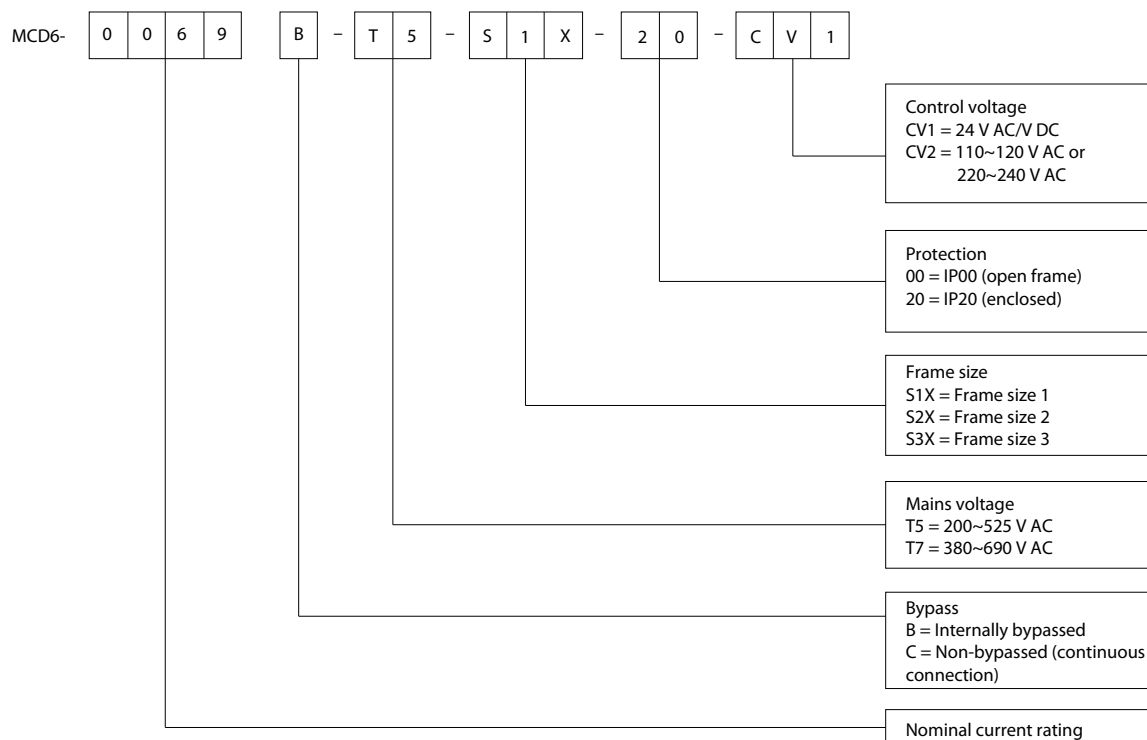 MCD6- 0 0 6 9 B – T 5 – S 1 X – 2 0 – C V 1
Control voltage
CV1 = 24 V AC/V DC
CV2 = 110~120 V AC or
220~240 V AC
Protection
00 = IP00 (open frame)
20 = IP20 (enclosed)
Frame size
S1X = Frame size 1
S2X = Frame size 2
S3X = Frame size 3
Mains voltage
T5 = 200~525 V AC
T7 = 380~690 V AC
Bypass
B = Internally bypassed
C = Non-bypassed (continuous
connection)
Nominal current rating